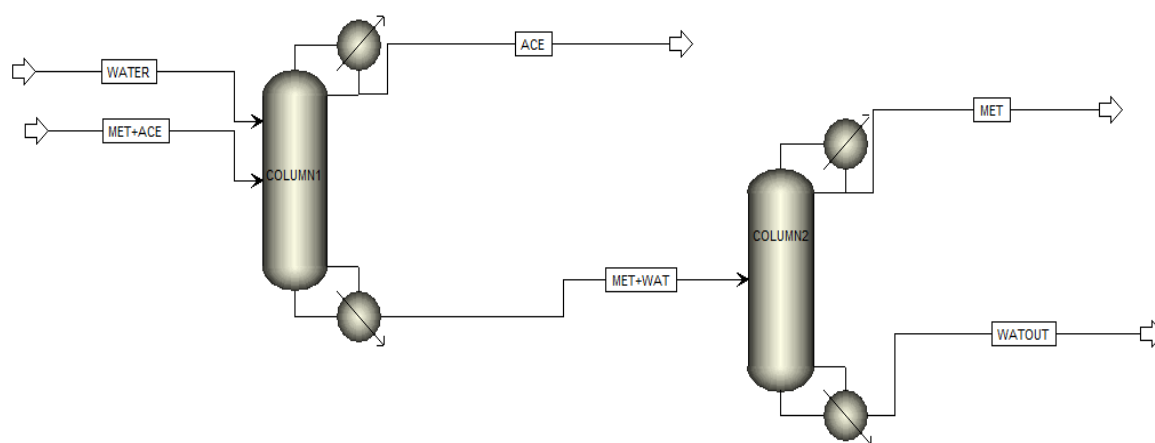 WATER
MET+ACE
COLUMN1
ACE
MET+WAT
COLUMN2
MET
WATOUT